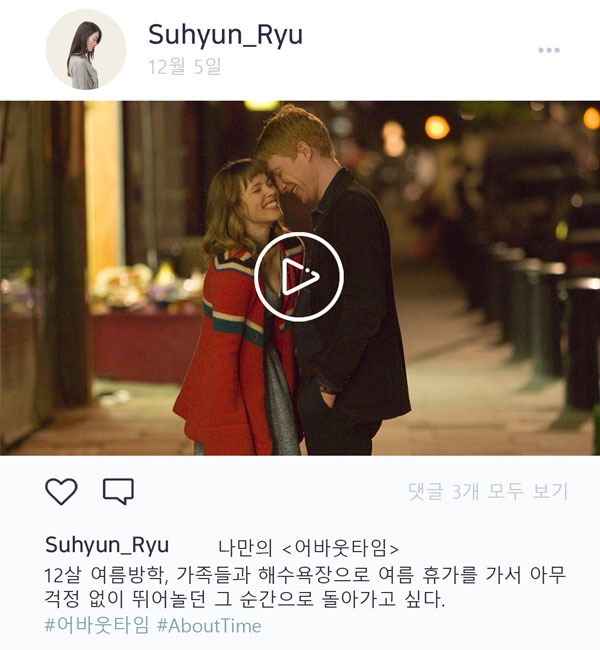 Suhyun_Ryu
12월 5일
댓글 3개 모두 보기
Suhyun_Ryu 나만의 <어바웃타임>
12살 여름방학, 가족들과 해수욕장으로 여름 휴가를 가서 아무
걱정 없이 뛰어놀던 그 순간으로 돌아가고 싶다.
#어바웃타임 #AboutTime